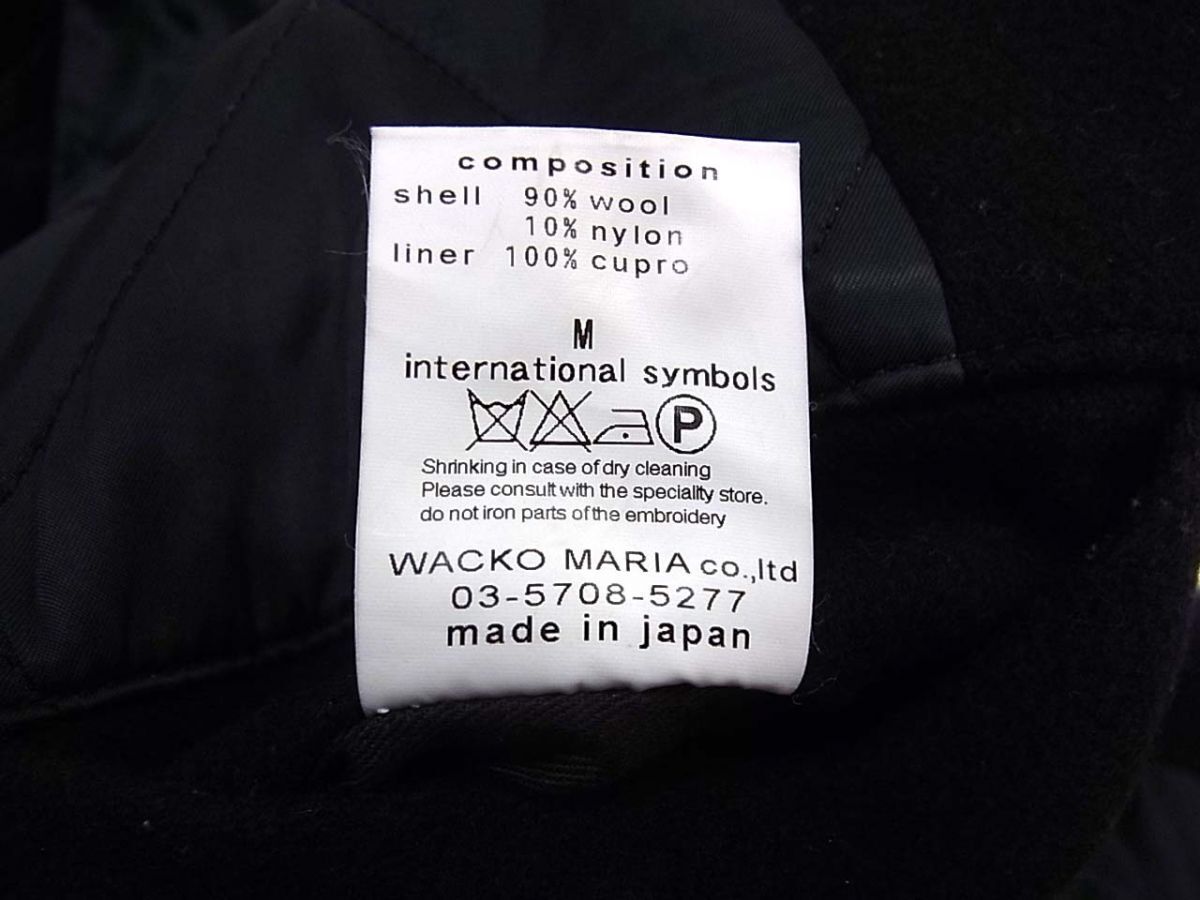 composition
shell 90% wool
10% nylon
liner 100% cupro
M
international symbols
P
Shrinking in case of dry cleaning
Please consult with the speciality store.
do not iron parts of the embroidery
WACKO MARIA co.,ltd
03-5708-5277
made in japan